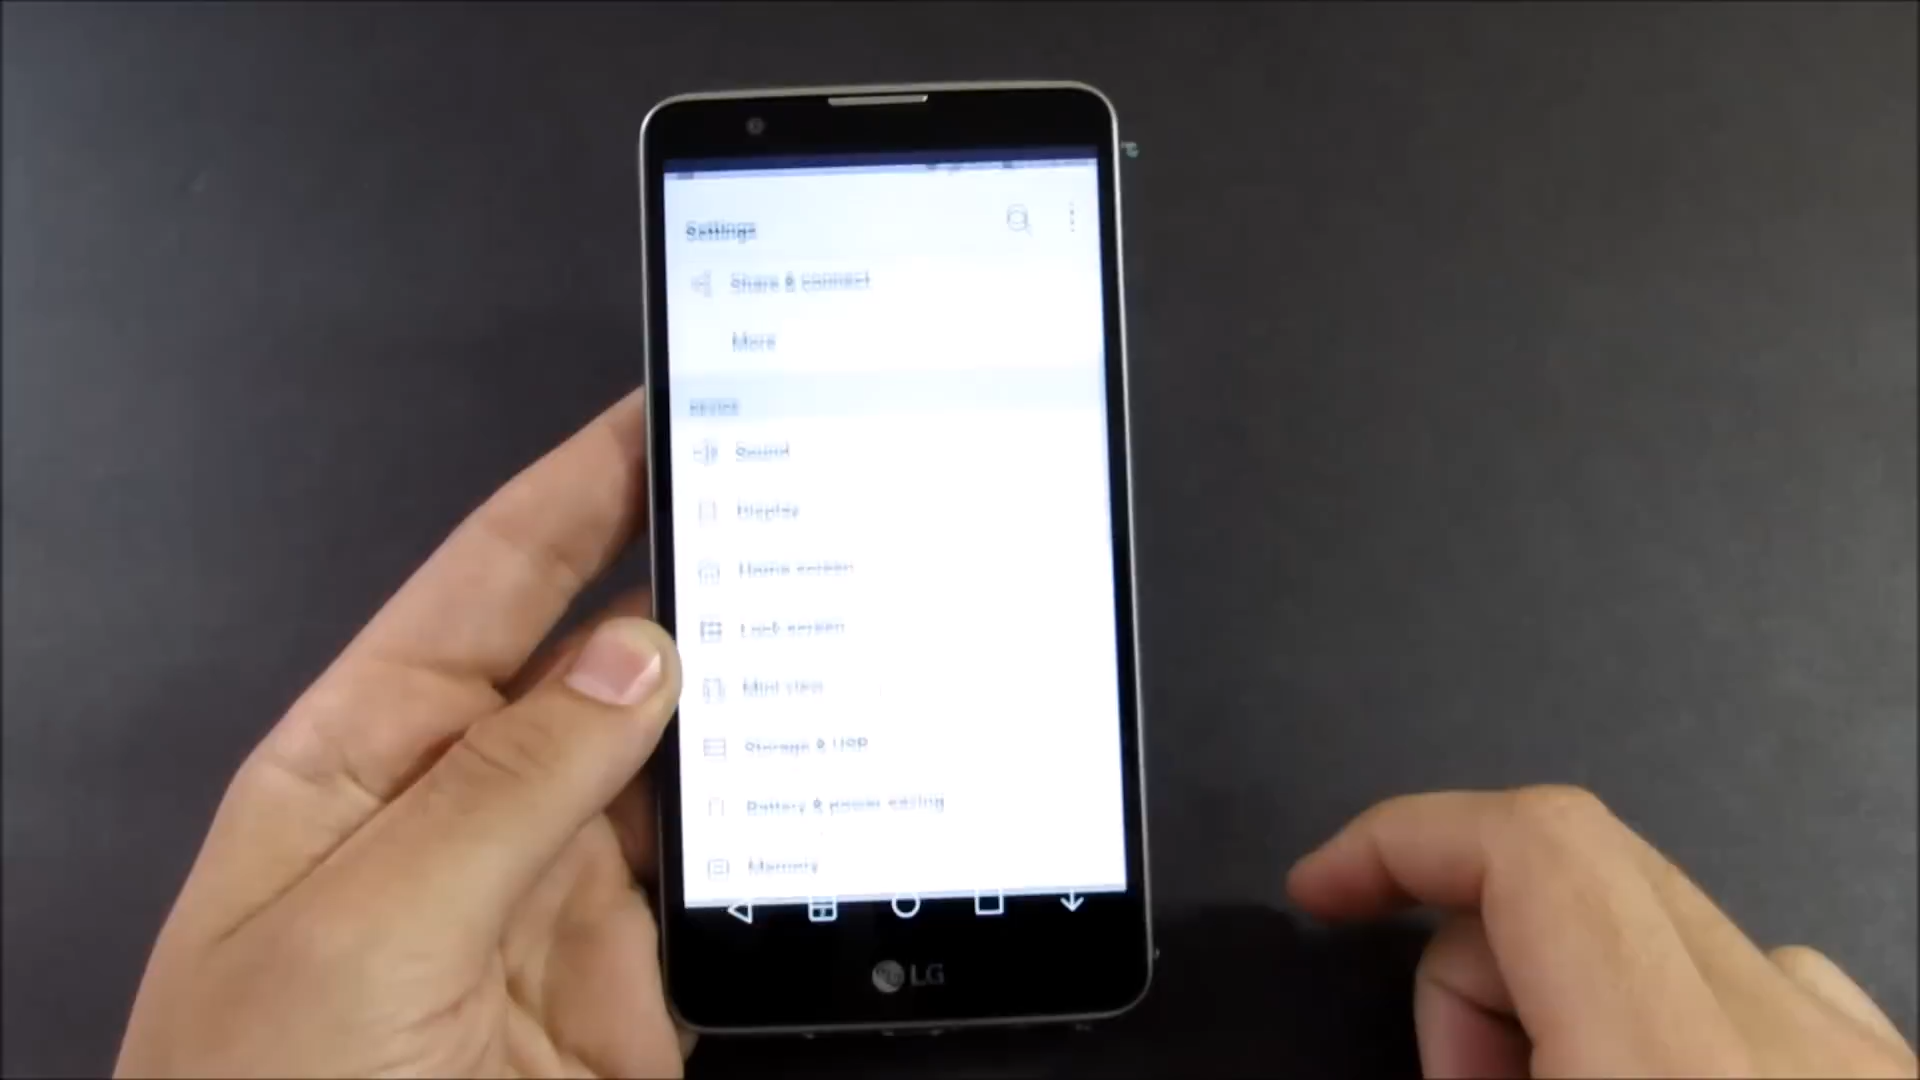 Settings
Share & connect
More
DEVICE
Sound
Display
Home screen
Lock screen
Mini view
Storage & USB
Battery & power saving
Memory
LG